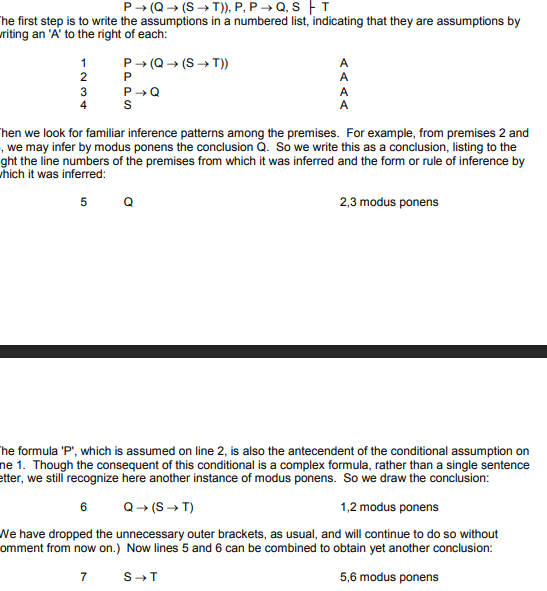 P → (Q → (S → T)), P, P → Q, S ├ T
he first step is to write the assumptions in a numbered list, indicating that they are assumptions by
riting an 'A' to the right of each:
1 P → (Q → (S → T)) A
2 P A
3 P → Q A
4 S A
hen we look for familiar inference patterns among the premises. For example, from premises 2 and
, we may infer by modus ponens the conclusion Q. So we write this as a conclusion, listing to the
ght the line numbers of the premises from which it was inferred and the form or rule of inference by
hich it was inferred:
5 Q 2,3 modus ponens
he formula 'P', which is assumed on line 2, is also the antecendent of the conditional assumption on
ne 1. Though the consequent of this conditional is a complex formula, rather than a single sentence
etter, we still recognize here another instance of modus ponens. So we draw the conclusion:
6 Q → (S → T) 1,2 modus ponens
We have dropped the unnecessary outer brackets, as usual, and will continue to do so without
omment from now on.) Now lines 5 and 6 can be combined to obtain yet another conclusion:
7 S → T 5,6 modus ponens